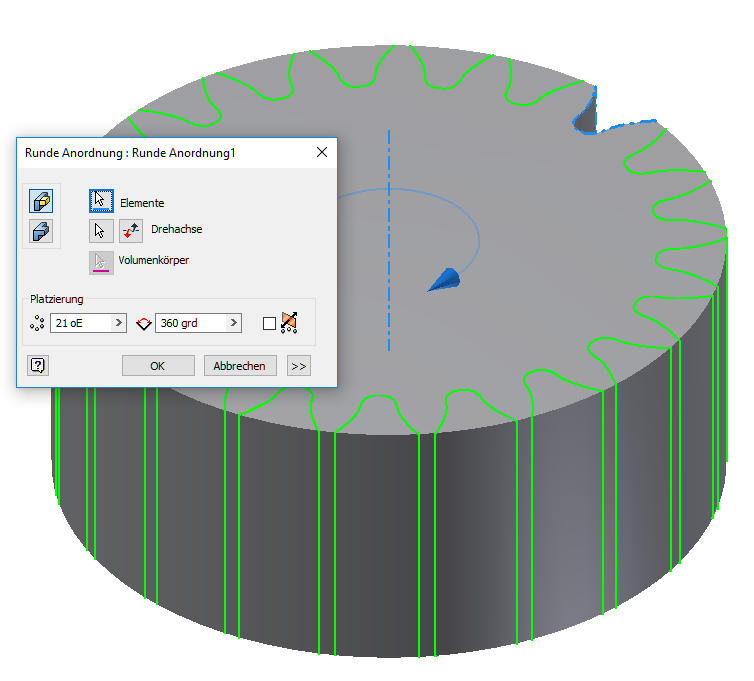 Runde Anordnung : Runde Anordnung1
Elemente
Drehachse
Volumenkörper
Platzierung
21 oE > 360 grd >
?
OK Abbrechen >>